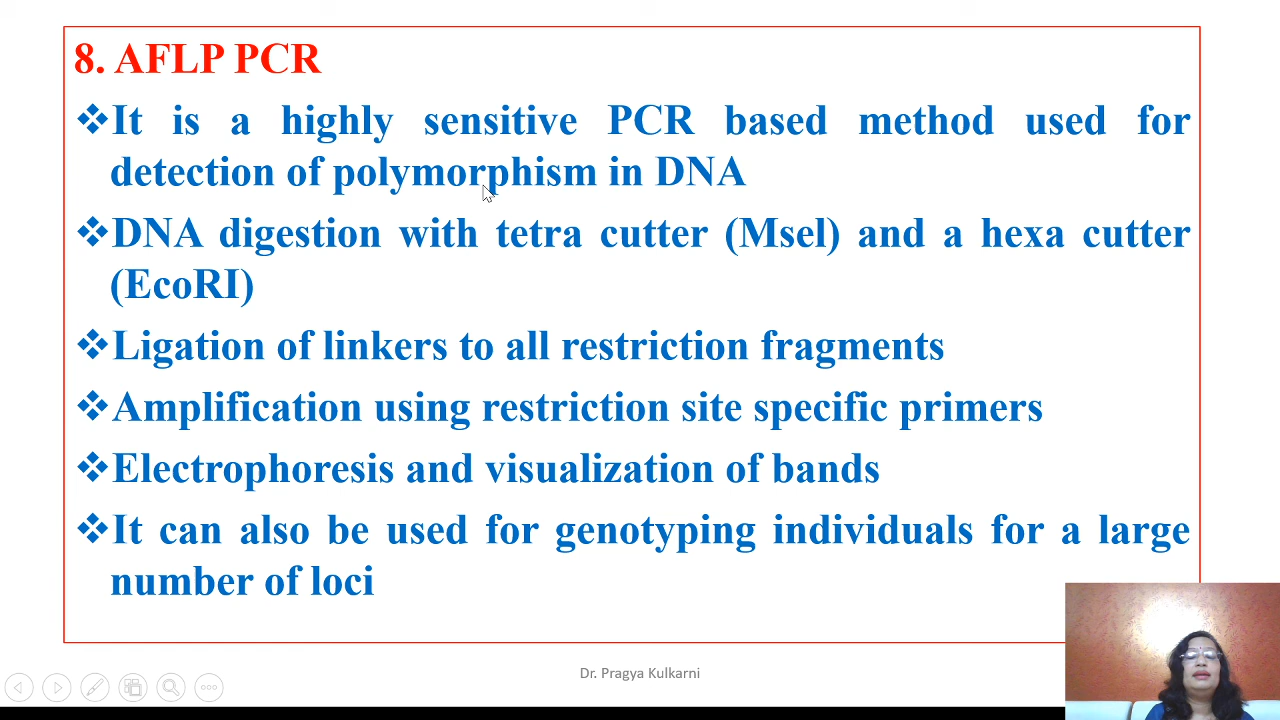 8. AFLP PCR
❖It is a highly sensitive PCR based method used for
detection of polymorphism in DNA
❖DNA digestion with tetra cutter (Msel) and a hexa cutter
(EcoRI)
❖Ligation of linkers to all restriction fragments
❖Amplification using restriction site specific primers
❖Electrophoresis and visualization of bands
❖It can also be used for genotyping individuals for a large
number of loci
Dr. Pragya Kulkarni